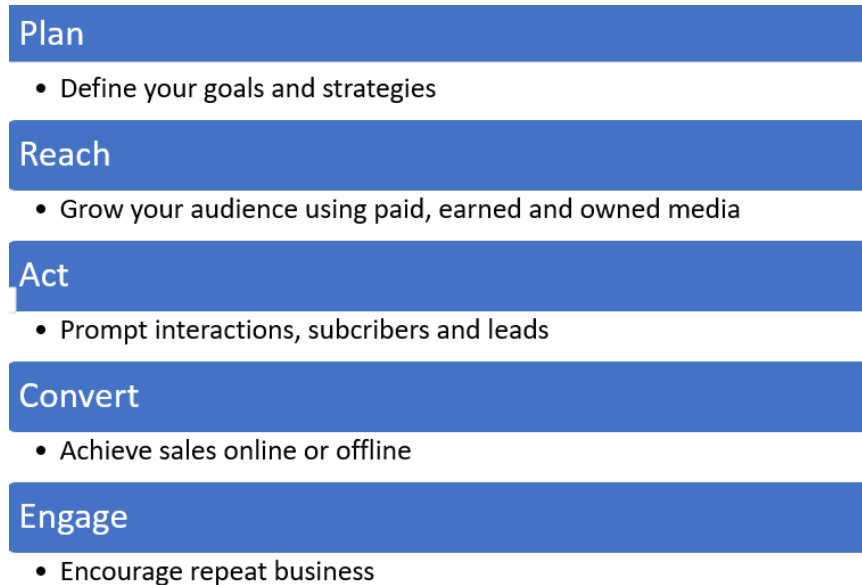 Plan
• Define your goals and strategies
Reach
• Grow your audience using paid, earned and owned media
Act
• Prompt interactions, subcribers and leads
Convert
• Achieve sales online or offline
Engage
• Encourage repeat business